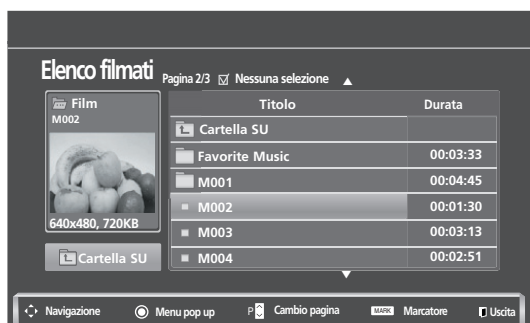 Elenco filmati Pagina 2/3 Nessuna selezione
Film
M002
640x480, 720KB
Cartella SU
Titolo Durata
Cartella SU
Favorite Music 00:03:33
M001 00:04:45
M002 00:01:30
M003 00:03:13
M004 00:02:51
Navigazione Menu pop up P Cambio pagina MARK Marcatore Uscita